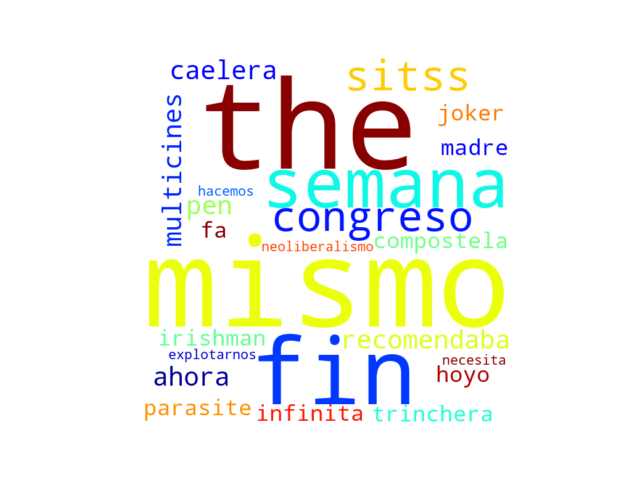 caelera sitss
the joker
multicines madre
semana
hacemos
pen congreso
fa compostela
neoliberalismo
mismo
irishman recomendaba
explotarnos fin necesita
ahora hoyo
parasite infinita trinchera